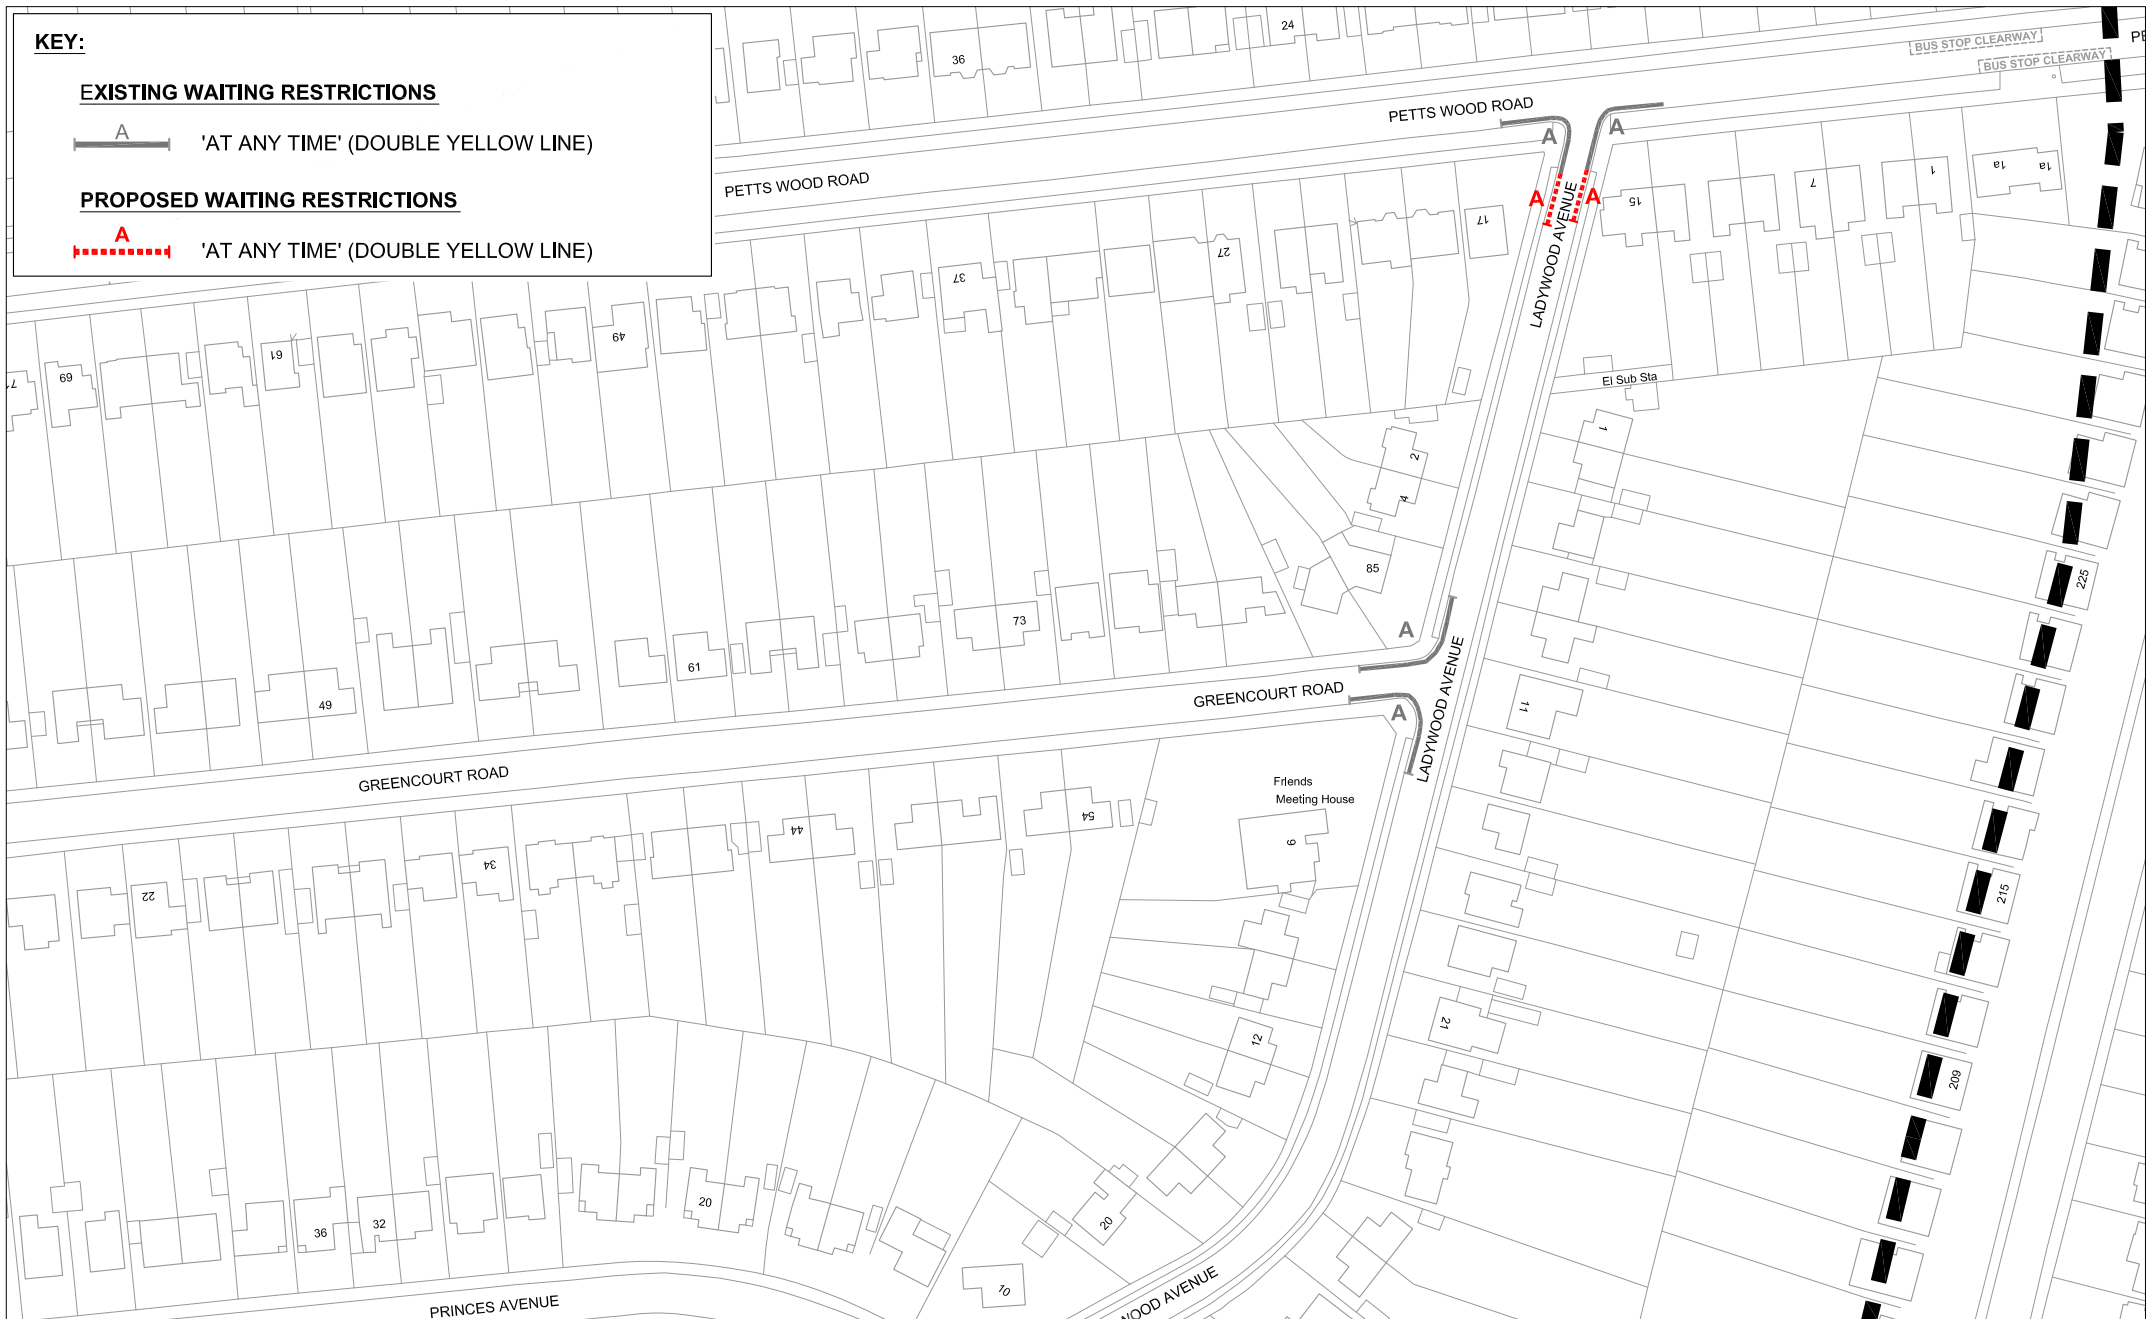 KEY:
EXISTING WAITING RESTRICTIONS
A
'AT ANY TIME' (DOUBLE YELLOW LINE)
PROPOSED WAITING RESTRICTIONS
A
'AT ANY TIME' (DOUBLE YELLOW LINE)
24
36
BUS STOP CLEARWAY
BUS STOP CLEARWAY
PE
PETTS WOOD ROAD
A
A
PETTS WOOD ROAD
LADYWOOD AVENUE
A
A
15
7
1
1a
1a
17
27
37
49
61
69
71
El Sub Sta
1
2
4
85
225
A
73
61
49
GREENCOURT ROAD
A
LADYWOOD AVENUE
11
GREENCOURT ROAD
Friends
Meeting House
9
54
44
34
22
215
12
21
209
20
20
36
32
10
PRINCES AVENUE
WOOD AVENUE